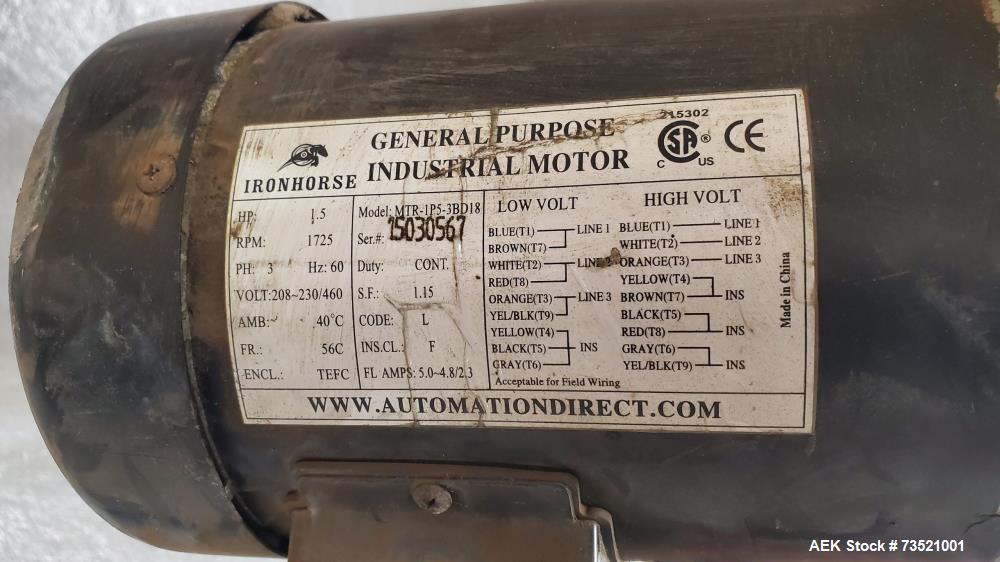 215302
GENERAL PURPOSE
INDUSTRIAL MOTOR
IRONHORSE
CSA ® C US
CE
HP: 1.5
RPM: 1725
PH: 3 Hz: 60
VOLT:208~230/460
AMB: 40°C
FR.: 56C
ENCL.: TEFC
Model: MTR-1P5-3BD18
Ser.#: 15030567
Duty: CONT.
S.F.: 1.15
CODE: L
INS.CL.: F
FL AMPS: 5.0~4.8/2.3
LOW VOLT
BLUE(T1) LINE 1
BROWN(T7)
WHITE(T2) LINE 2
RED(T8)
ORANGE(T3) LINE 3
YEL/BLK(T9)
YELLOW(T4)
BLACK(T5) INS
GRAY(T6)
Acceptable for Field Wiring
HIGH VOLT
BLUE(T1) LINE 1
WHITE(T2) LINE 2
ORANGE(T3) LINE 3
YELLOW(T4)
BROWN(T7) INS
BLACK(T5)
RED(T8) INS
GRAY(T6)
YEL/BLK(T9) INS
Made in China
WWW.AUTOMATIONDIRECT.COM
AEK Stock # 73521001